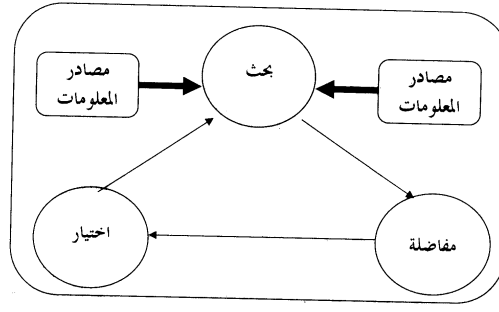 مصادر
المعلومات
بحث
مصادر
المعلومات
اختيار
مفاضلة